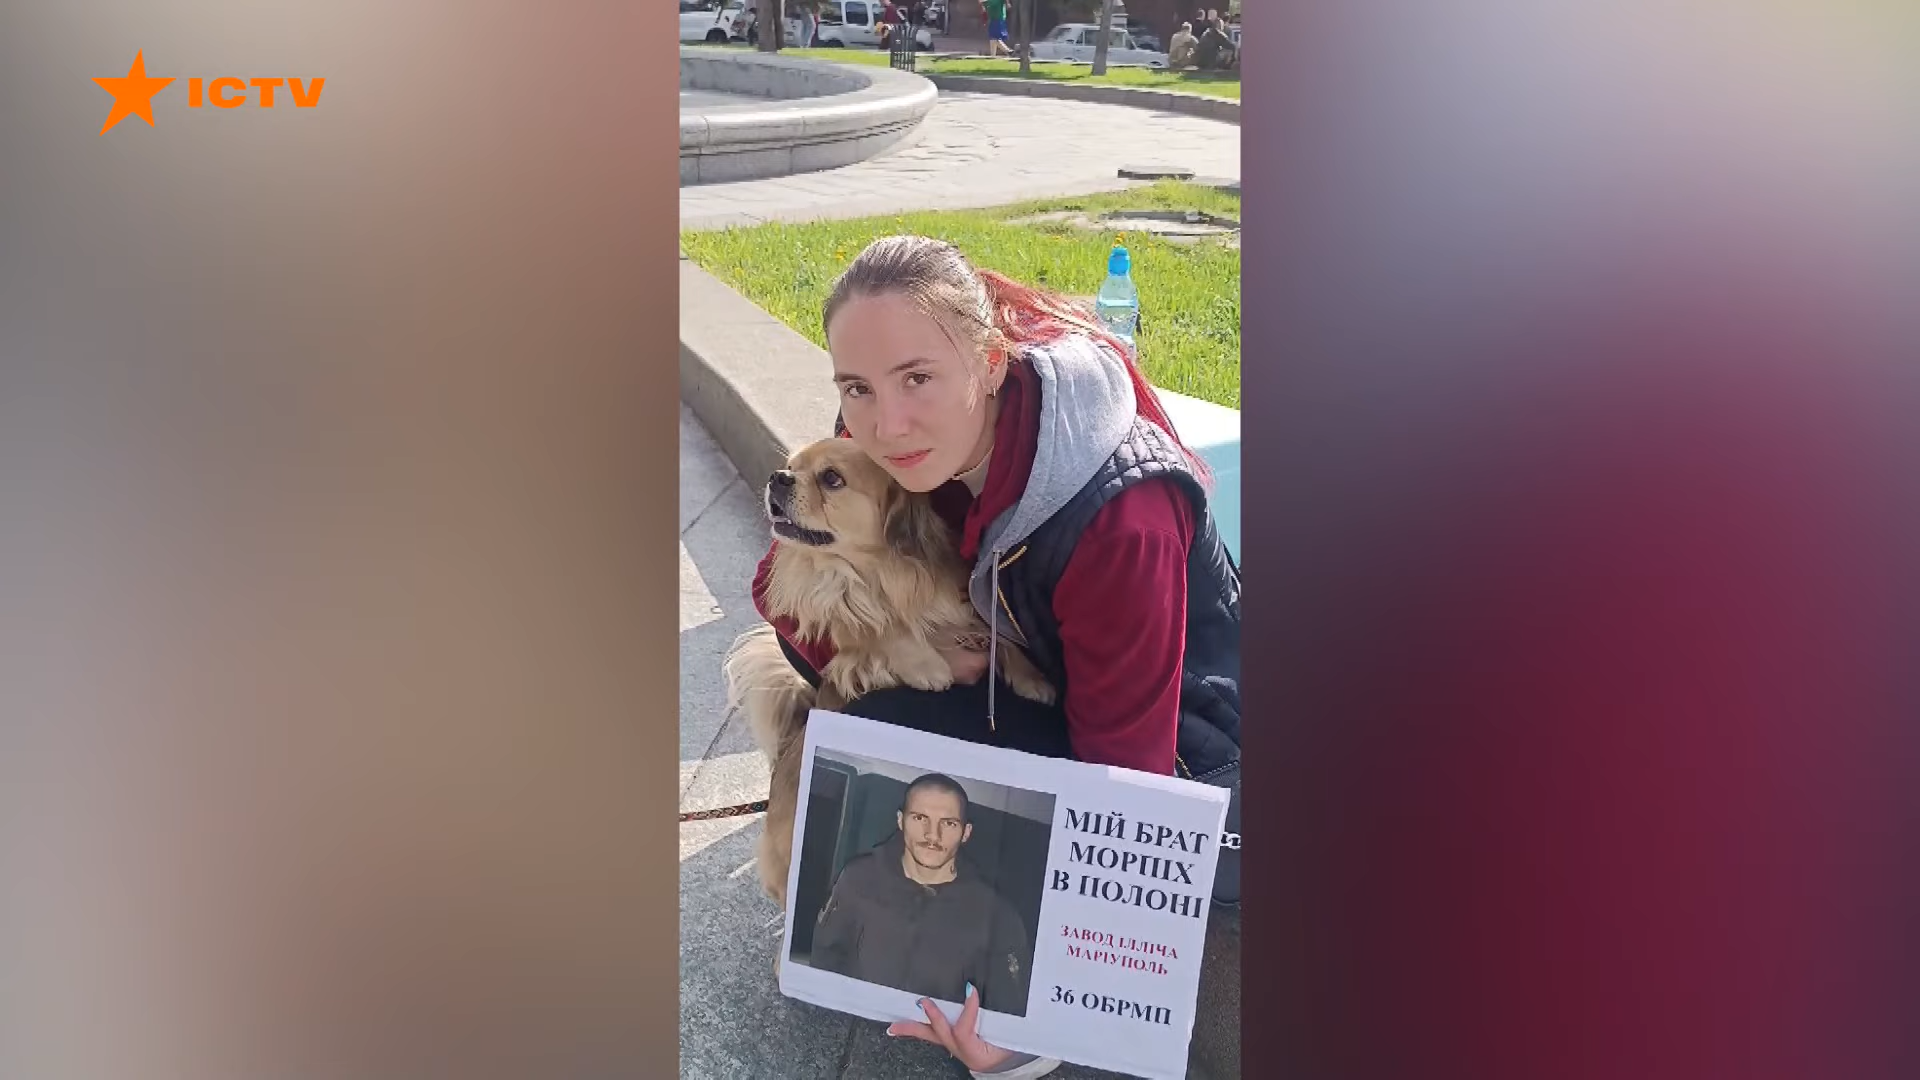 ICTV
МІЙ БРАТ
МОРПІХ
В ПОЛОНІ
ЗАВОД ІЛЛІЧА
МАРІУПОЛЬ
36 ОБРМП